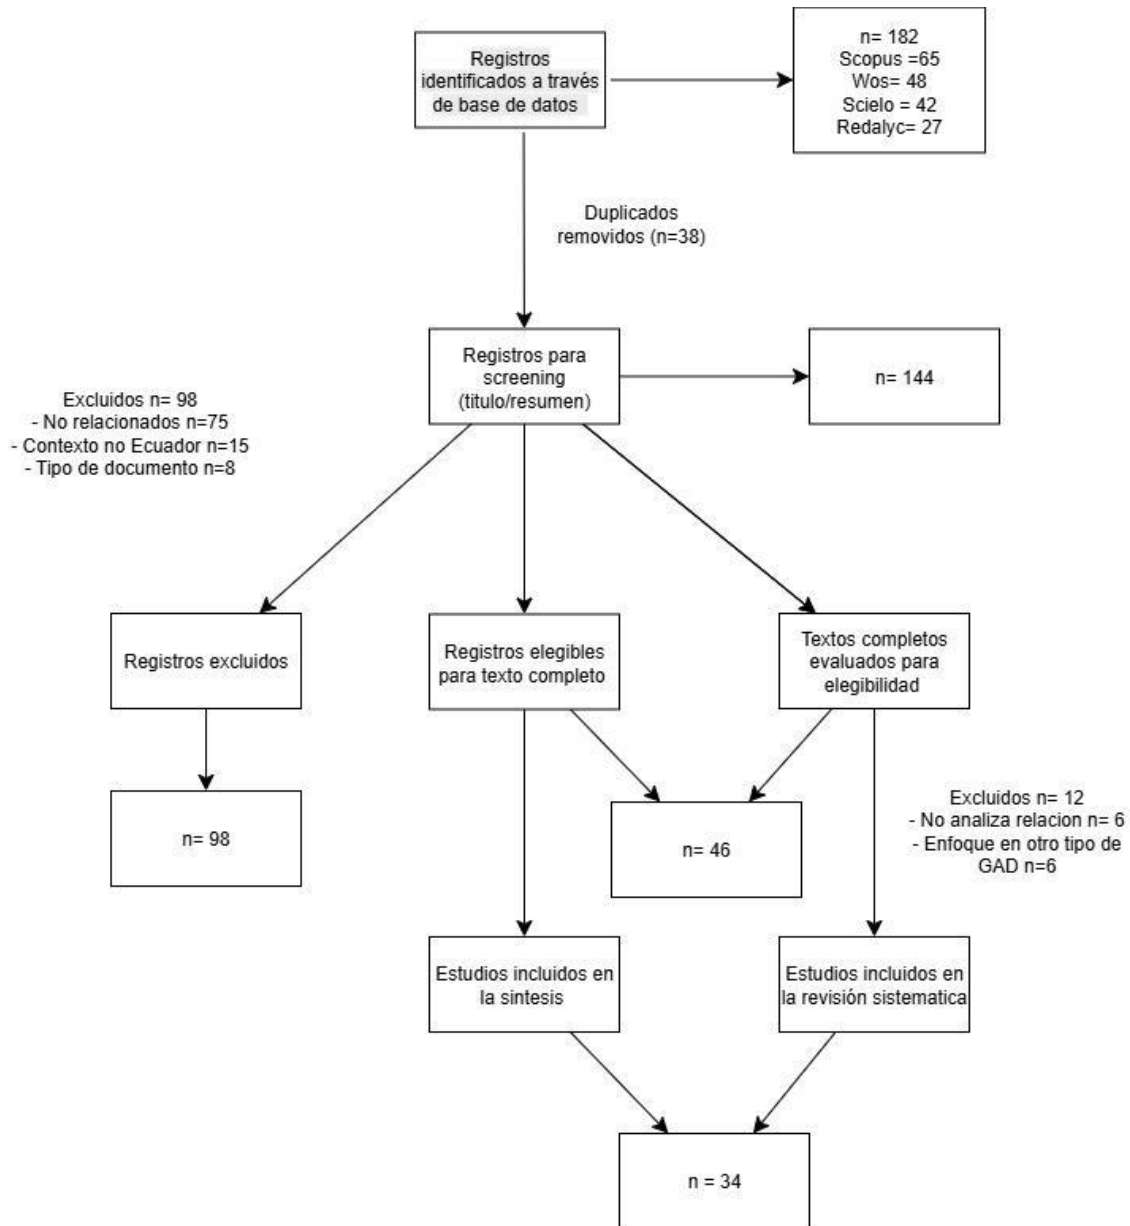 Registros
identificados a través
de base de datos
n= 182
Scopus =65
Wos= 48
Scielo = 42
Redalyc= 27
Duplicados
removidos (n=38)
Registros para
screening
(titulo/resumen)
n= 144
Excluidos n= 98
- No relacionados n=75
- Contexto no Ecuador n=15
- Tipo de documento n=8
Registros excluidos
Registros elegibles
para texto completo
Textos completos
evaluados para
elegibilidad
n= 98
n= 46
Excluidos n= 12
- No analiza relacion n= 6
- Enfoque en otro tipo de
GAD n=6
Estudios incluidos en
la sintesis
Estudios incluidos en
la revisión sistematica
n = 34